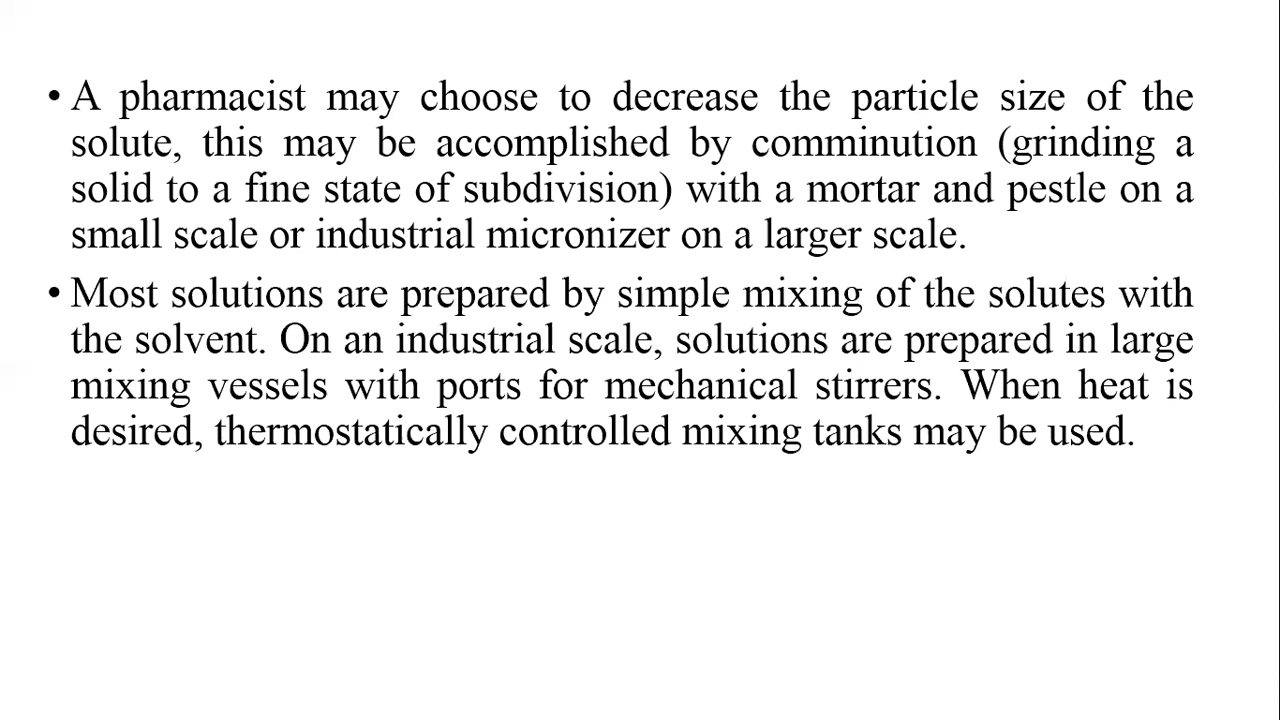 • A pharmacist may choose to decrease the particle size of the
solute, this may be accomplished by comminution (grinding a
solid to a fine state of subdivision) with a mortar and pestle on a
small scale or industrial micronizer on a larger scale.
• Most solutions are prepared by simple mixing of the solutes with
the solvent. On an industrial scale, solutions are prepared in large
mixing vessels with ports for mechanical stirrers. When heat is
desired, thermostatically controlled mixing tanks may be used.